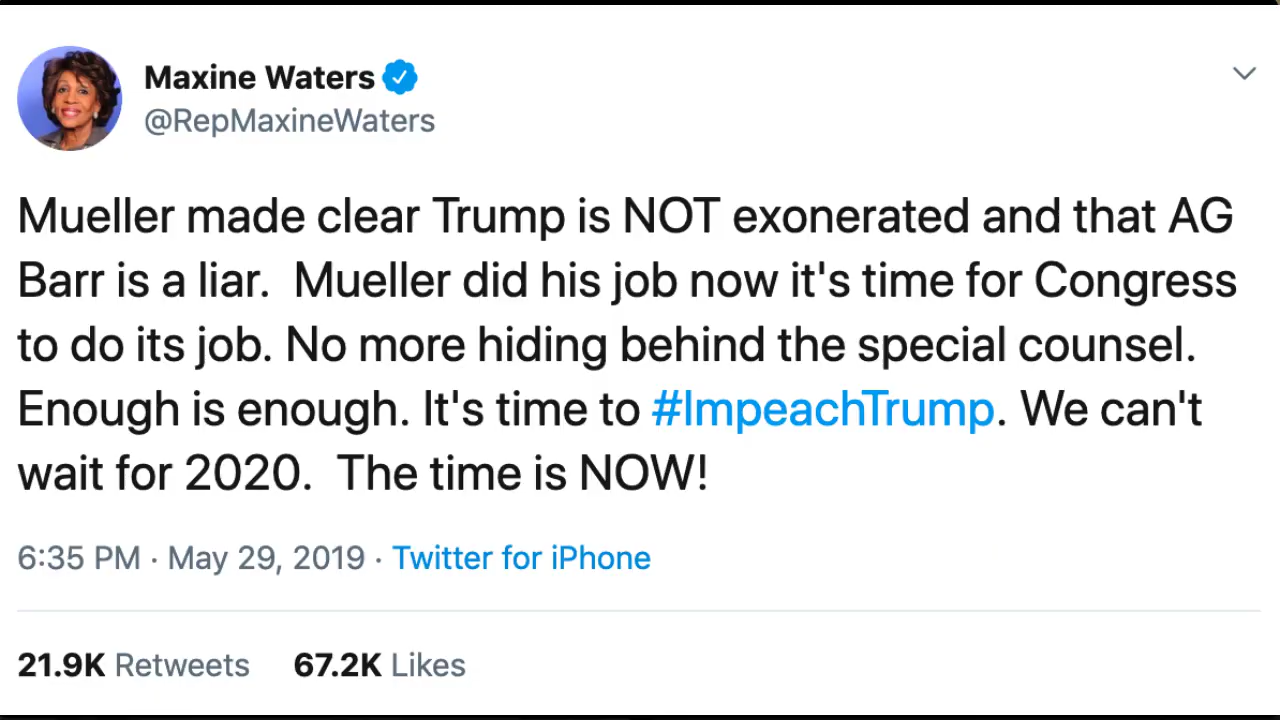 Maxine Waters
@RepMaxineWaters
Mueller made clear Trump is NOT exonerated and that AG
Barr is a liar.  Mueller did his job now it's time for Congress
to do its job. No more hiding behind the special counsel.
Enough is enough. It's time to #ImpeachTrump. We can't
wait for 2020.  The time is NOW!
6:35 PM · May 29, 2019 · Twitter for iPhone
21.9K Retweets 67.2K Likes